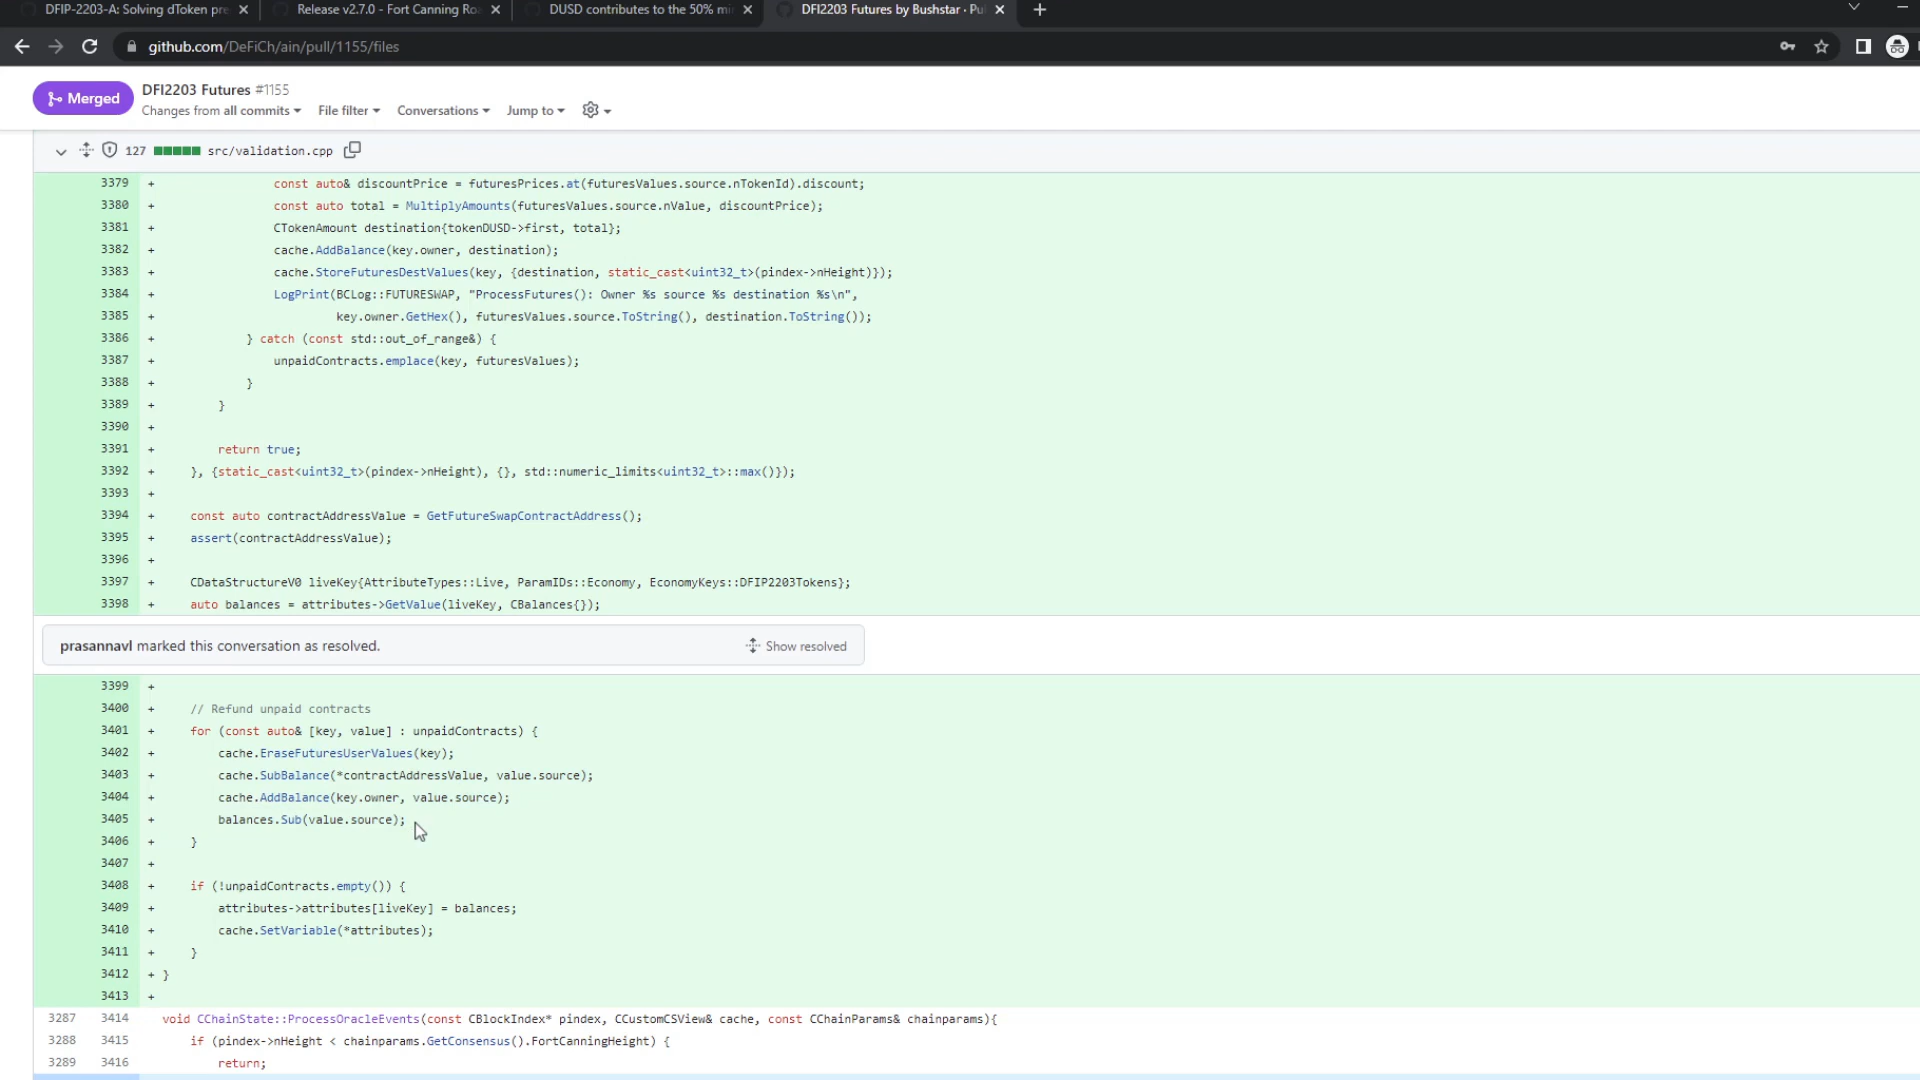 DFIP-2203-A: Solving dToken pre
Release v2.7.0 - Fort Canning Ro
DUSD contributes to the 50% mi
DFI2203 Futures by Bushstar · Pu
github.com/DeFiCh/ain/pull/1155/files
Merged
DFI2203 Futures #1155
Changes from all commits File filter Conversations Jump to
127 src/validation.cpp
3379 + const auto& discountPrice = futuresPrices.at(futuresValues.source.nTokenId).discount;
3380 + const auto total = MultiplyAmounts(futuresValues.source.nValue, discountPrice);
3381 + CTokenAmount destination{tokenDUSD->first, total};
3382 + cache.AddBalance(key.owner, destination);
3383 + cache.StoreFuturesDestValues(key, {destination, static_cast<uint32_t>(pindex->nHeight)});
3384 + LogPrint(BCLog::FUTURESWAP, "ProcessFutures(): Owner %s source %s destination %s\n",
3385 + key.owner.GetHex(), futuresValues.source.ToString(), destination.ToString());
3386 + } catch (const std::out_of_range&) {
3387 + unpaidContracts.emplace(key, futuresValues);
3388 + }
3389 + }
3390 +
3391 + return true;
3392 + }, {static_cast<uint32_t>(pindex->nHeight), {}, std::numeric_limits<uint32_t>::max()});
3393 +
3394 + const auto contractAddressValue = GetFutureSwapContractAddress();
3395 + assert(contractAddressValue);
3396 +
3397 + CDataStructureV0 liveKey{AttributeTypes::Live, ParamIDs::Economy, EconomyKeys::DFIP2203Tokens};
3398 + auto balances = attributes->GetValue(liveKey, CBalances{});
prasannavl marked this conversation as resolved. Show resolved
3399 +
3400 + // Refund unpaid contracts
3401 + for (const auto& [key, value] : unpaidContracts) {
3402 + cache.EraseFuturesUserValues(key);
3403 + cache.SubBalance(*contractAddressValue, value.source);
3404 + cache.AddBalance(key.owner, value.source);
3405 + balances.Sub(value.source);
3406 + }
3407 +
3408 + if (!unpaidContracts.empty()) {
3409 + attributes->attributes[liveKey] = balances;
3410 + cache.SetVariable(*attributes);
3411 + }
3412 + }
3413 +
3287 3414 void CChainState::ProcessOracleEvents(const CBlockIndex* pindex, CCustomCSView& cache, const CChainParams& chainparams){
3288 3415 if (pindex->nHeight < chainparams.GetConsensus().FortCanningHeight) {
3289 3416 return;